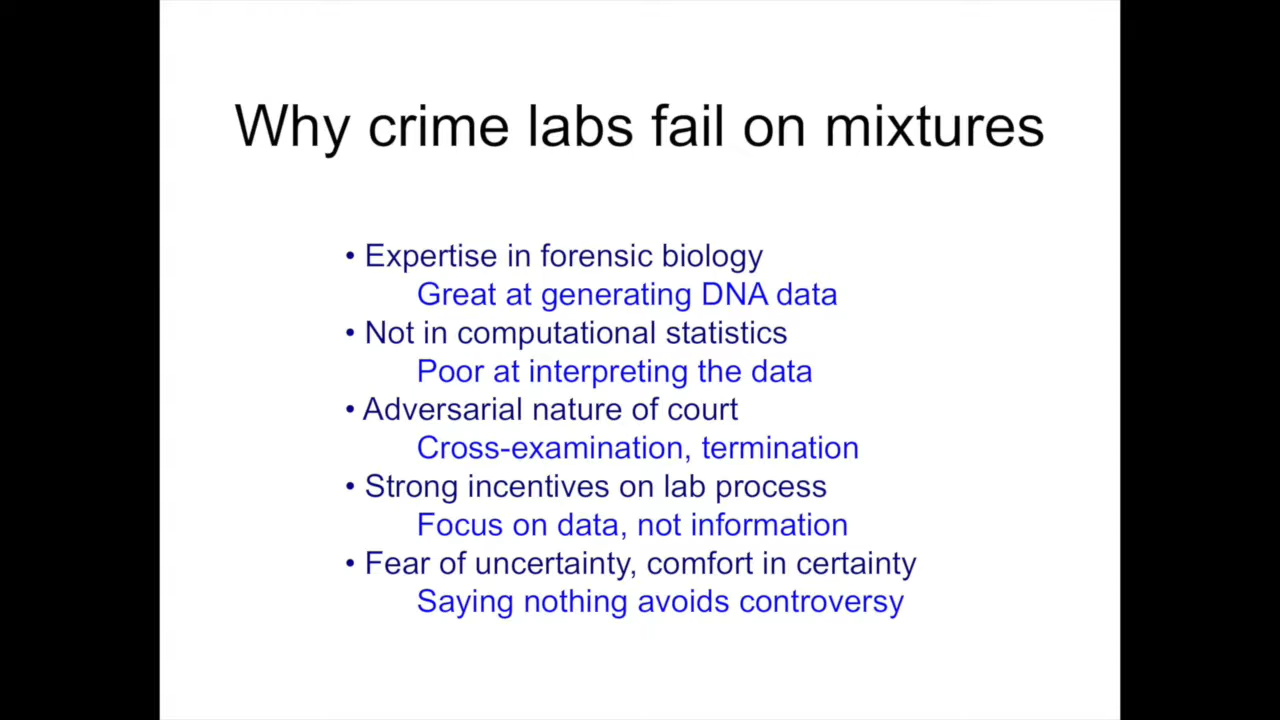 Why crime labs fail on mixtures
• Expertise in forensic biology
Great at generating DNA data
• Not in computational statistics
Poor at interpreting the data
• Adversarial nature of court
Cross-examination, termination
• Strong incentives on lab process
Focus on data, not information
• Fear of uncertainty, comfort in certainty
Saying nothing avoids controversy